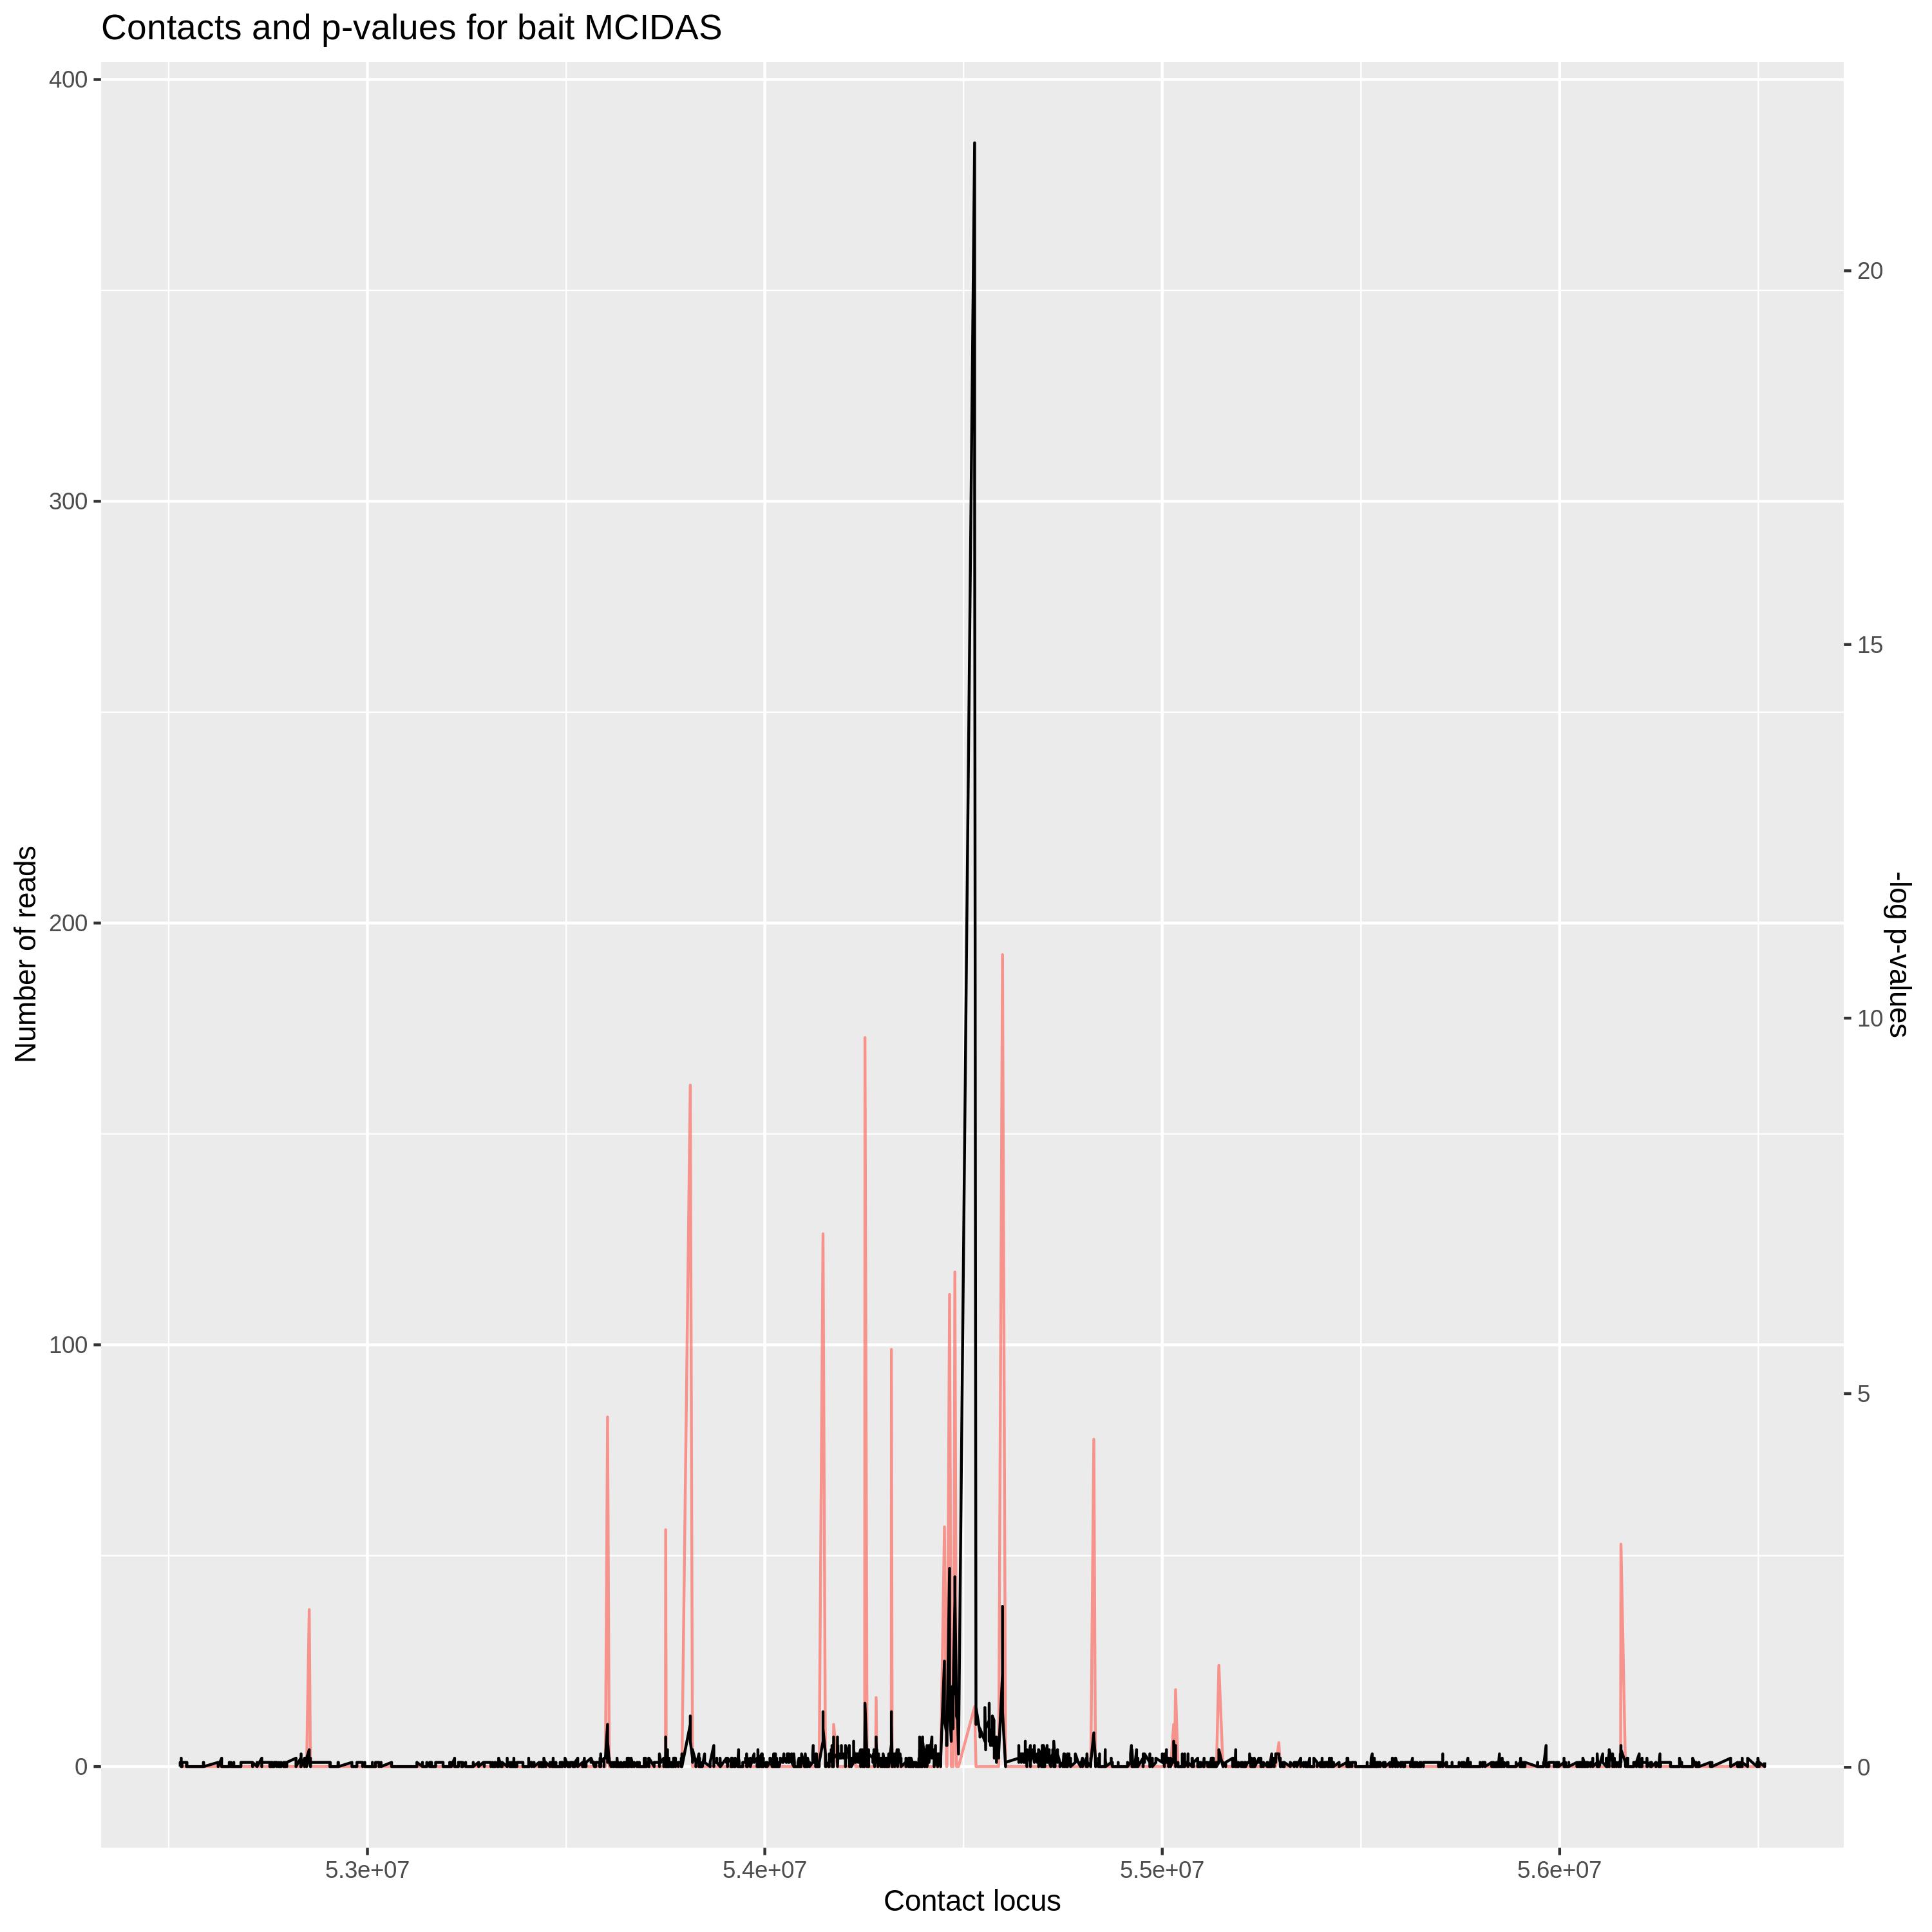 Contacts and p-values for bait MCIDAS
400
300
200
100
0
Number of reads
20
15
10
5
0
-log p-values
5.3e+07
5.4e+07
5.5e+07
5.6e+07
Contact locus